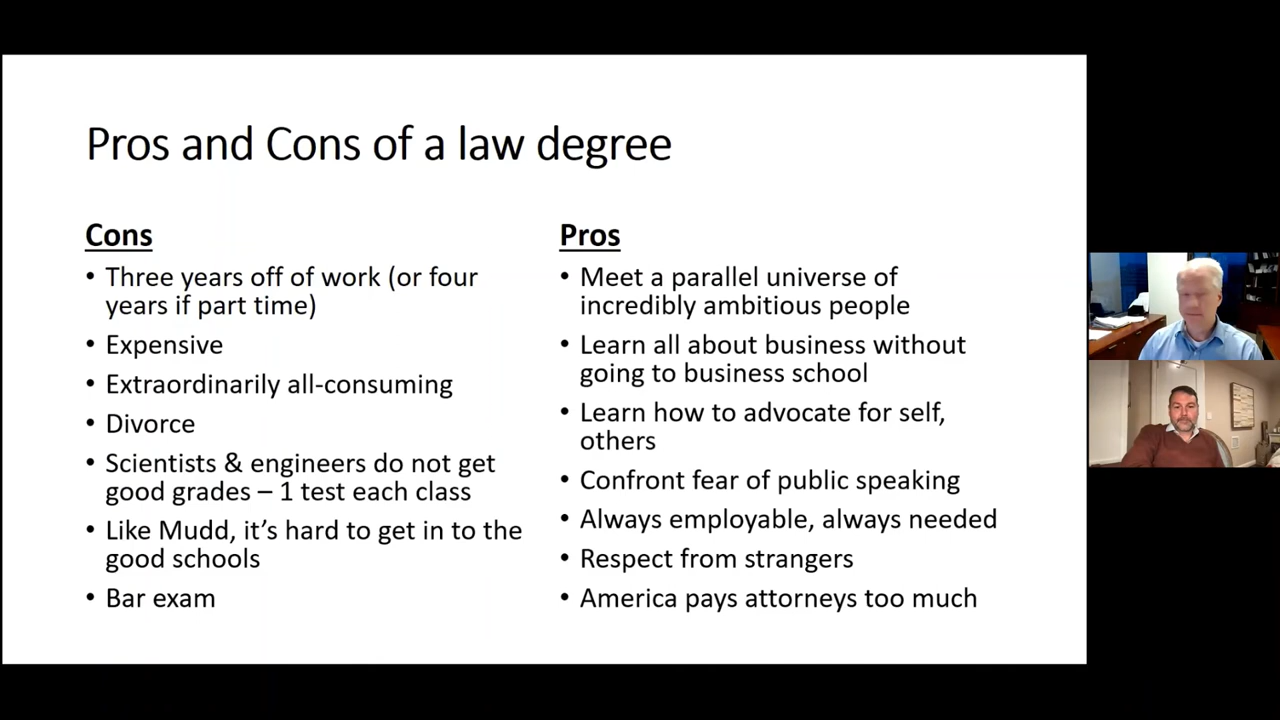 Pros and Cons of a law degree
Cons
• Three years off of work (or four
years if part time)
• Expensive
• Extraordinarily all-consuming
• Divorce
• Scientists & engineers do not get
good grades – 1 test each class
• Like Mudd, it's hard to get in to the
good schools
• Bar exam
Pros
• Meet a parallel universe of
incredibly ambitious people
• Learn all about business without
going to business school
• Learn how to advocate for self,
others
• Confront fear of public speaking
• Always employable, always needed
• Respect from strangers
• America pays attorneys too much